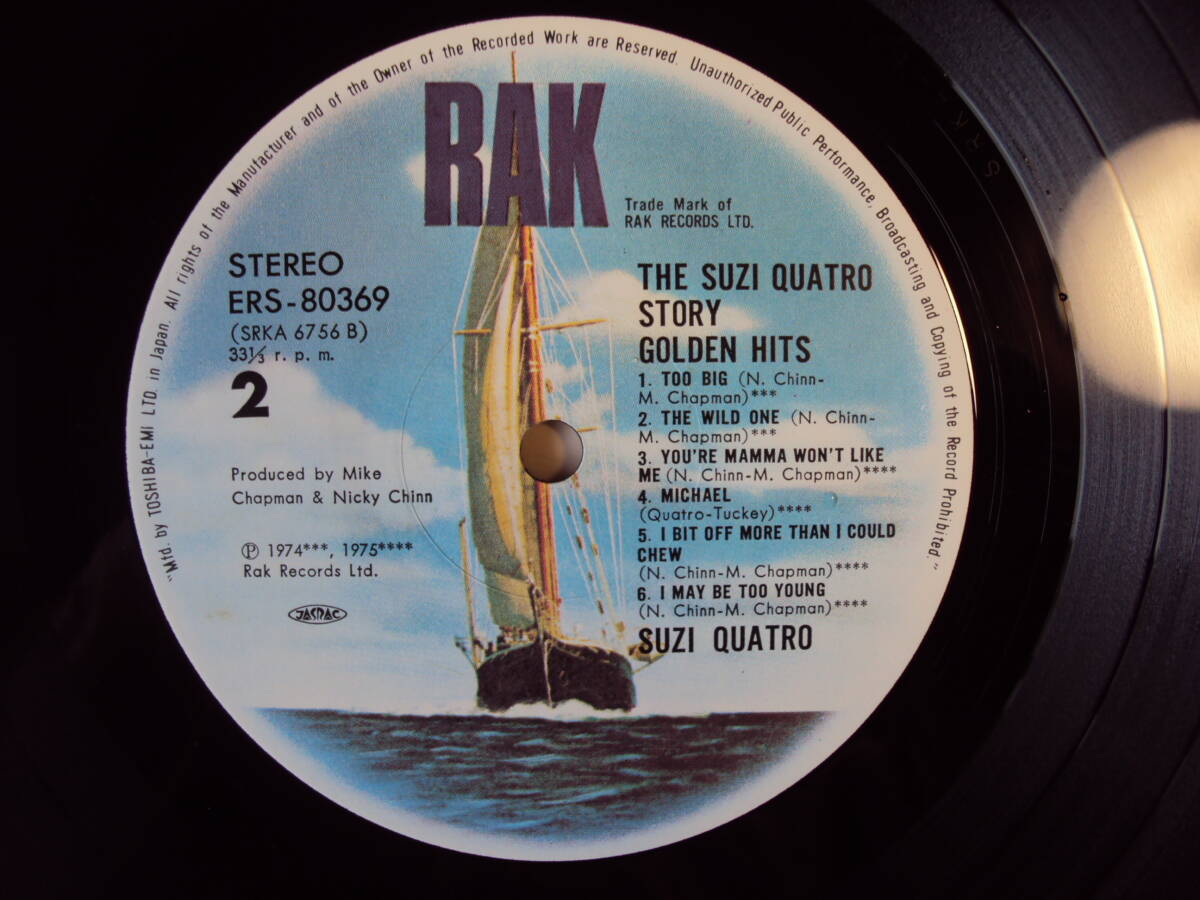 "Mfd. by TOSHIBA-EMI LTD. in Japan. All rights of the Manufacturer and of the Owner of the Recorded Work are Reserved. Unauthorized Public Performance, Broadcasting and Copying of the Record Prohibited."
RAK
Trade Mark of
RAK RECORDS LTD.
STEREO
ERS-80369
(SRKA 6756 B)
33⅓ r. p. m.
2
Produced by Mike
Chapman & Nicky Chinn
Ⓟ 1974***, 1975****
Rak Records Ltd.
JASRAC
THE SUZI QUATRO
STORY
GOLDEN HITS
1. TOO BIG (N. Chinn-
M. Chapman)***
2. THE WILD ONE (N. Chinn-
M. Chapman)***
3. YOU'RE MAMMA WON'T LIKE
ME (N. Chinn-M. Chapman)****
4. MICHAEL
(Quatro-Tuckey)****
5. I BIT OFF MORE THAN I COULD
CHEW
(N. Chinn-M. Chapman)****
6. I MAY BE TOO YOUNG
(N. Chinn-M. Chapman)****
SUZI QUATRO